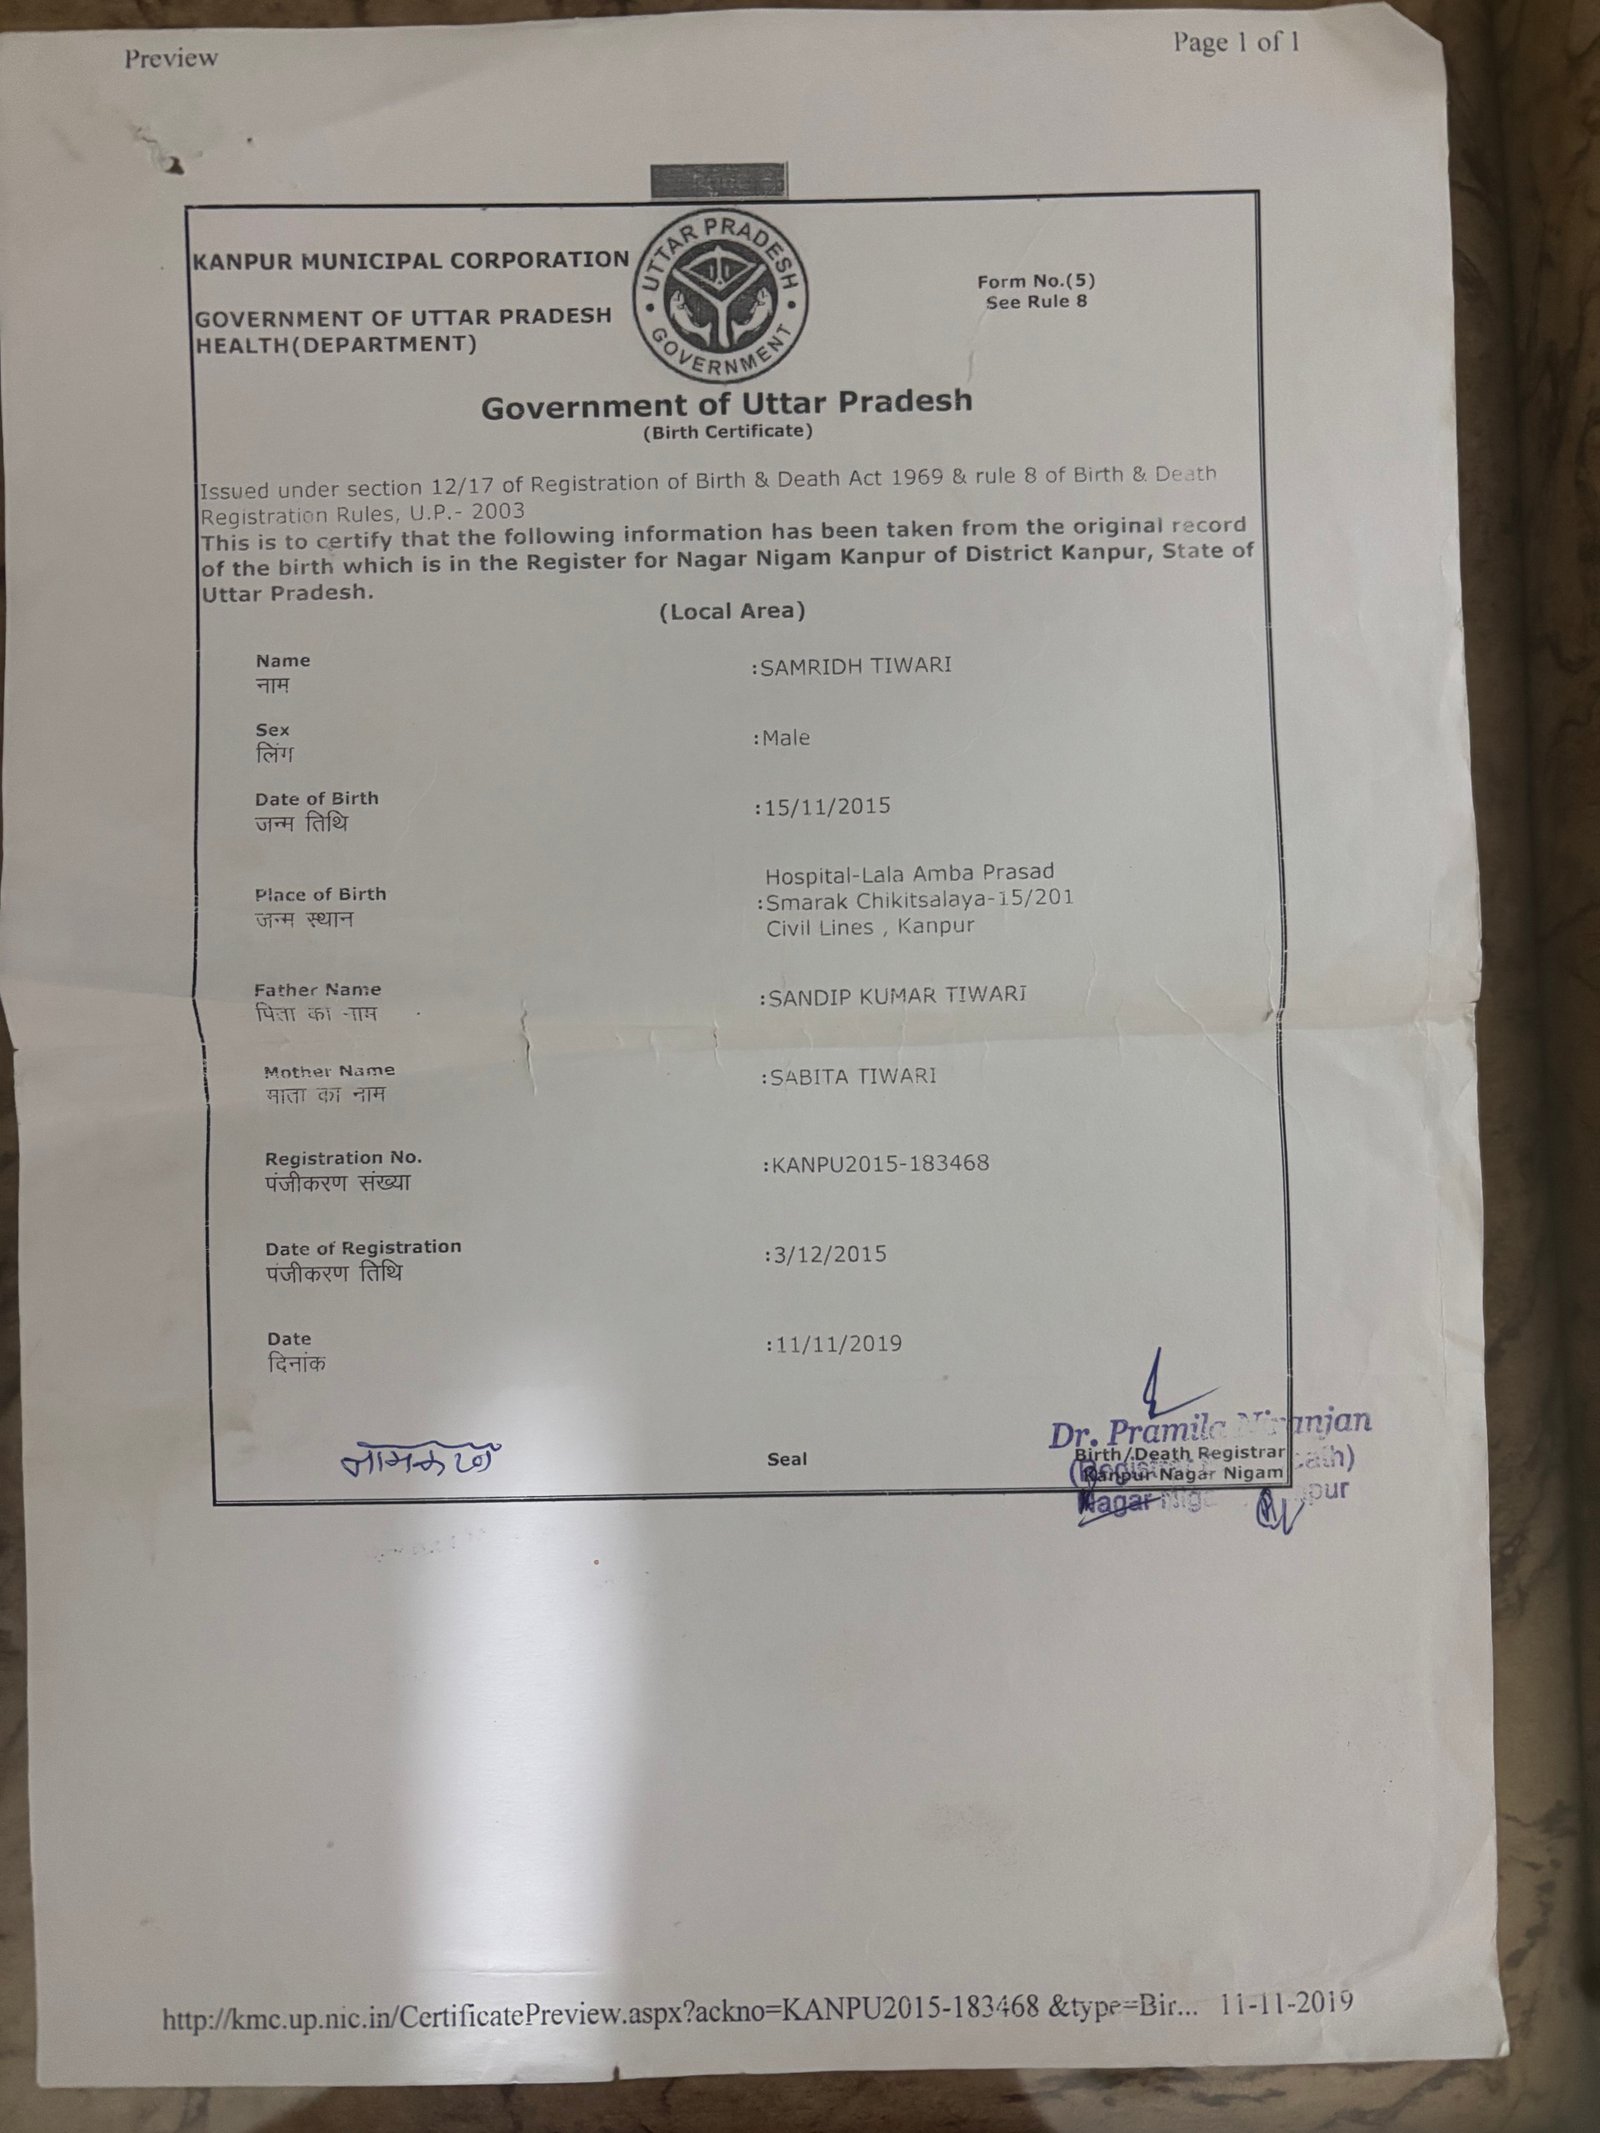 Preview
Page 1 of 1
KANPUR MUNICIPAL CORPORATION
GOVERNMENT OF UTTAR PRADESH
HEALTH(DEPARTMENT)
UTTAR PRADESH
GOVERNMENT
Form No.(5)
See Rule 8
Government of Uttar Pradesh
(Birth Certificate)
Issued under section 12/17 of Registration of Birth & Death Act 1969 & rule 8 of Birth & Death
Registration Rules, U.P.- 2003
This is to certify that the following information has been taken from the original record
of the birth which is in the Register for Nagar Nigam Kanpur of District Kanpur, State of
Uttar Pradesh.
(Local Area)
Name :SAMRIDH TIWARI
नाम
Sex :Male
लिंग
Date of Birth :15/11/2015
जन्म तिथि
Hospital-Lala Amba Prasad
Place of Birth :Smarak Chikitsalaya-15/201
जन्म स्थान Civil Lines , Kanpur
Father Name :SANDIP KUMAR TIWARI
पिता का नाम
Mother Name :SABITA TIWARI
माता का नाम
Registration No. :KANPU2015-183468
पंजीकरण संख्या
Date of Registration :3/12/2015
पंजीकरण तिथि
Date :11/11/2019
दिनांक
Dr. Pramila Niranjan
Seal
Birth/Death Registrar
Kanpur Nagar Nigam
Nagar
http://kmc.up.nic.in/CertificatePreview.aspx?ackno=KANPU2015-183468 &type=Bir... 11-11-2019